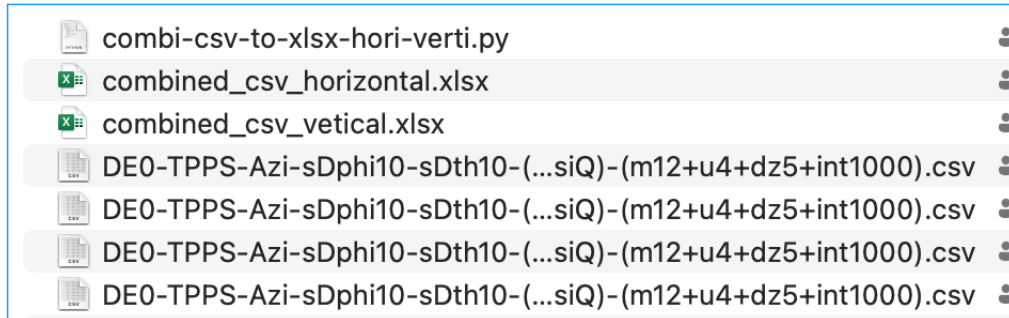 combi-csv-to-xlsx-hori-verti.py
combined_csv_horizontal.xlsx
combined_csv_vetical.xlsx
DE0-TPPS-Azi-sDphi10-sDth10-(...siQ)-(m12+u4+dz5+int1000).csv
DE0-TPPS-Azi-sDphi10-sDth10-(...siQ)-(m12+u4+dz5+int1000).csv
DE0-TPPS-Azi-sDphi10-sDth10-(...siQ)-(m12+u4+dz5+int1000).csv
DE0-TPPS-Azi-sDphi10-sDth10-(...siQ)-(m12+u4+dz5+int1000).csv